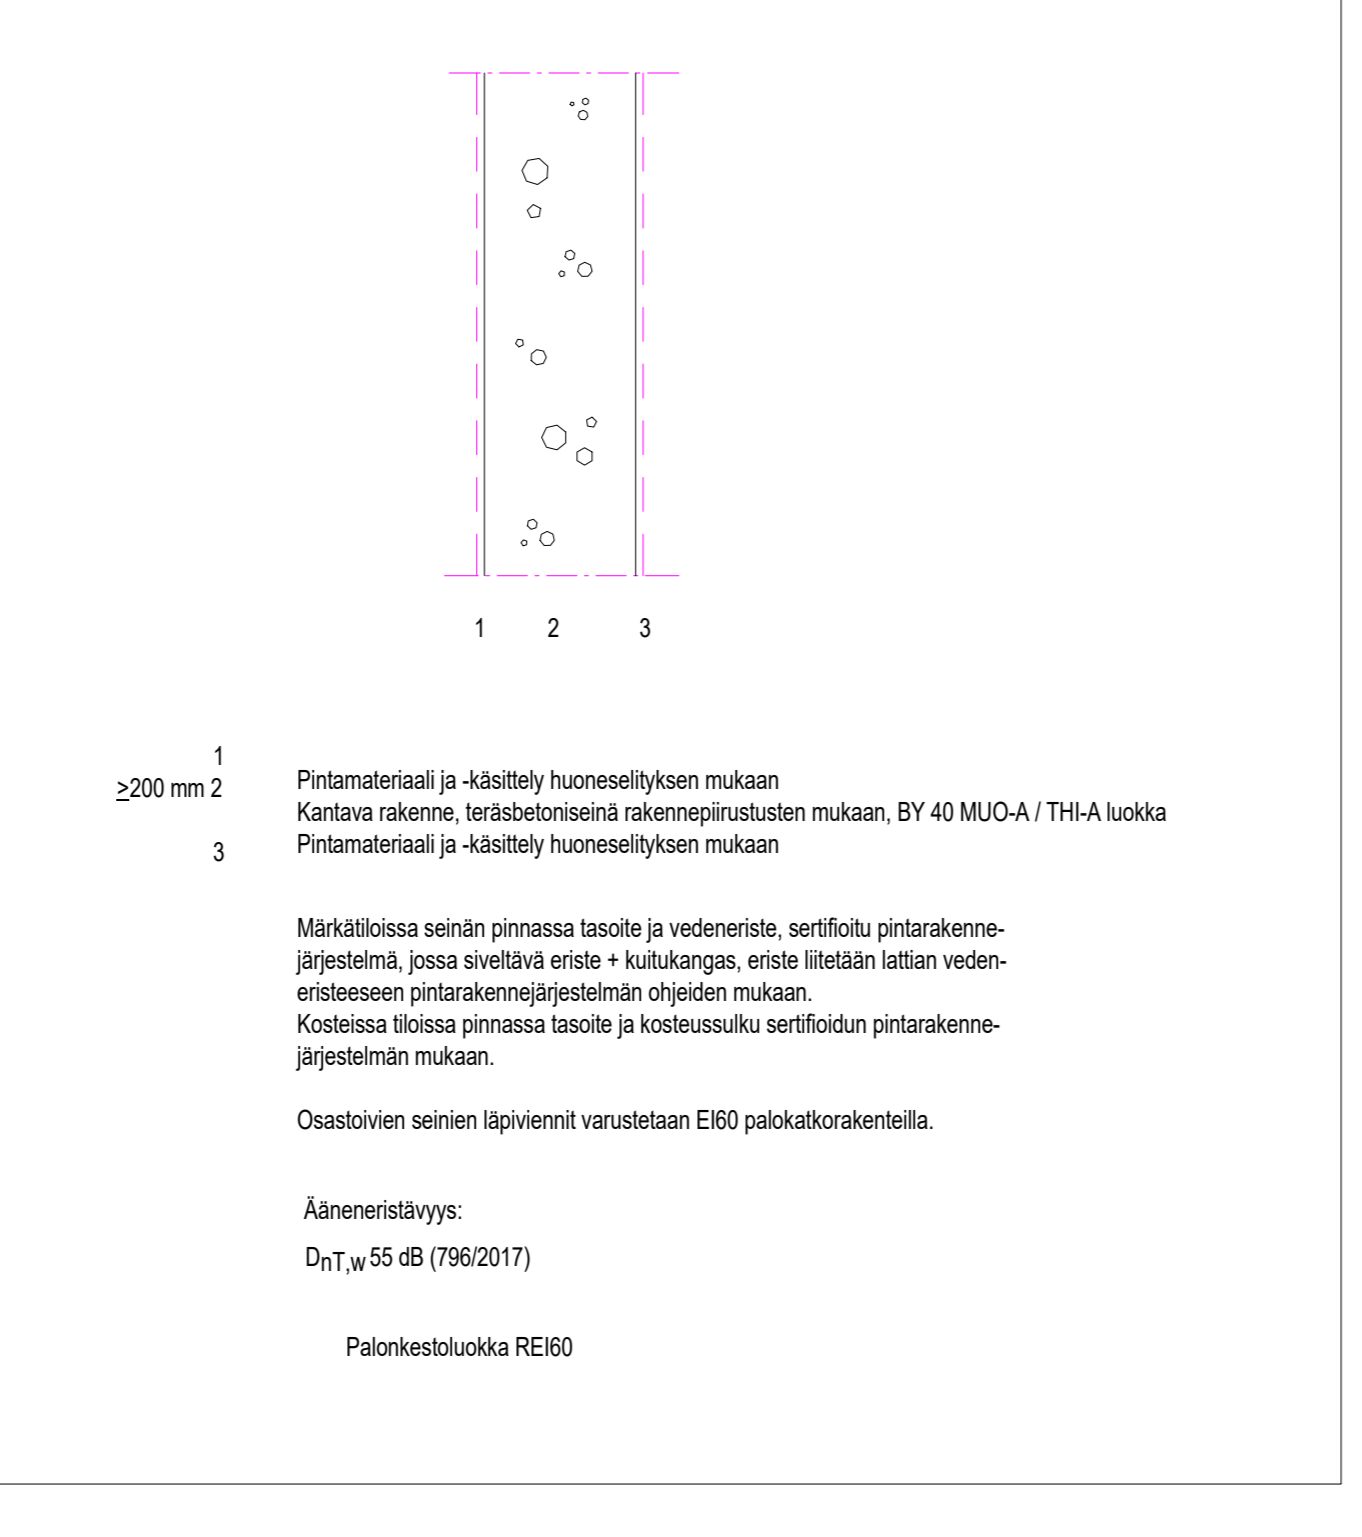 1 2 3
1
Pintamateriaali ja -käsittely huoneselityksen mukaan
≥200 mm 2
Kantava rakenne, teräsbetoniseinä rakennepiirustusten mukaan, BY 40 MUO-A / THI-A luokka
3
Pintamateriaali ja -käsittely huoneselityksen mukaan
Märkätiloissa seinän pinnassa tasoite ja vedeneriste, sertifioitu pintarakenne-
järjestelmä, jossa siveltävä eriste + kuitukangas, eriste liitetään lattian veden-
eristeeseen pintarakennejärjestelmän ohjeiden mukaan.
Kosteissa tiloissa pinnassa tasoite ja kosteussulku sertifioidun pintarakenne-
järjestelmän mukaan.
Osastoivien seinien läpiviennit varustetaan EI60 palokatkorakenteilla.
Ääneneristävyys:
DnT,w 55 dB (796/2017)
Palonkestoluokka REI60